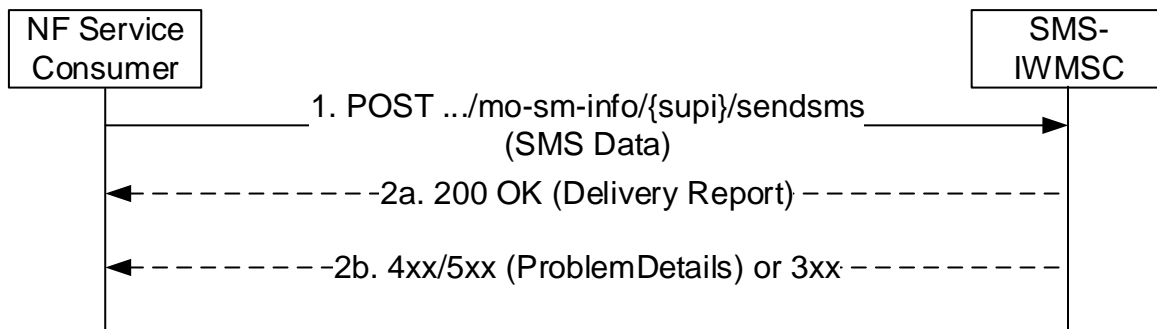 NF Service
Consumer
SMS-
IWMSC
1. POST .../mo-sm-info/{supi}/sendsms
(SMS Data)
2a. 200 OK (Delivery Report)
2b. 4xx/5xx (ProblemDetails) or 3xx